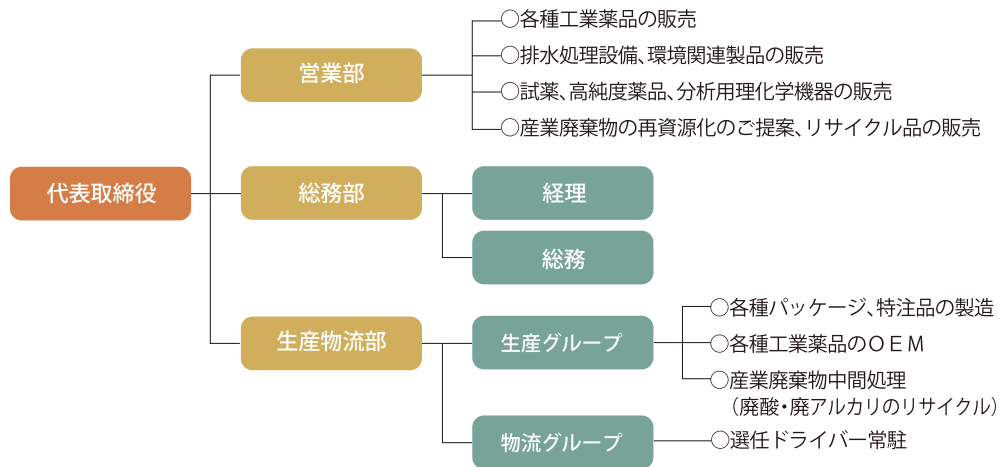 代表取締役
営業部
○各種工業薬品の販売
○排水処理設備、環境関連製品の販売
○試薬、高純度薬品、分析用理化学機器の販売
○産業廃棄物の再資源化のご提案、リサイクル品の販売
総務部
経理
総務
生産物流部
生産グループ
○各種パッケージ、特注品の製造
○各種工業薬品のＯＥＭ
○産業廃棄物中間処理
（廃酸・廃アルカリのリサイクル）
物流グループ
○選任ドライバー常駐